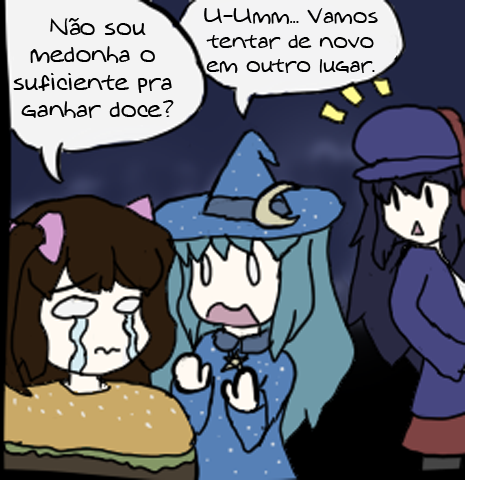 Não sou
medonha o
suficiente pra
ganhar doce?
U-Umm... Vamos
tentar de novo
em outro lugar.